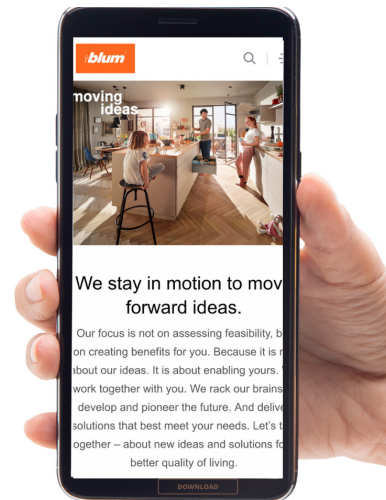 blum
moving
ideas
We stay in motion to mov
forward ideas.
Our focus is not on assessing feasibility, b
on creating benefits for you. Because it is r
about our ideas. It is about enabling yours.
work together with you. We rack our brains
develop and pioneer the future. And delive
solutions that best meet your needs. Let's t
ogether – about new ideas and solutions fo
better quality of living.
DOWNLOAD